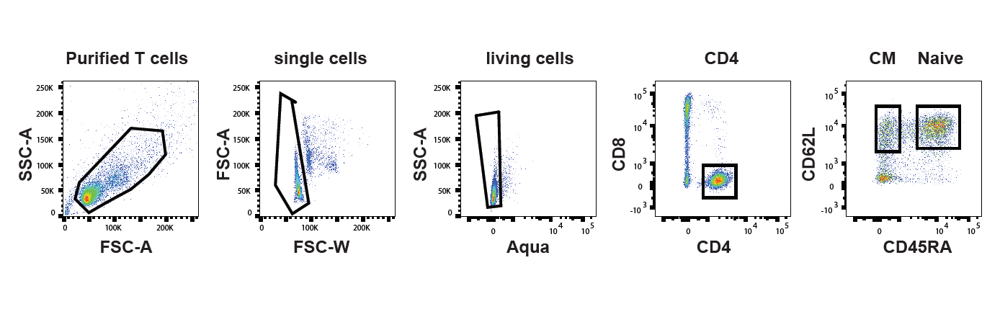 Purified T cells
single cells
living cells
CD4
CM Naive
250K
200K
150K
100K
50K
0
SSC-A
0 100K 200K
FSC-A
250K
200K
150K
100K
50K
0
FSC-A
0 100K 200K
FSC-W
250K
200K
150K
100K
50K
0
SSC-A
0 10^4 10^5
Aqua
10^5
10^4
10^3
0
-10^3
CD8
0 10^4 10^5
CD4
10^5
10^4
10^3
0
-10^3
CD62L
0 10^4 10^5
CD45RA